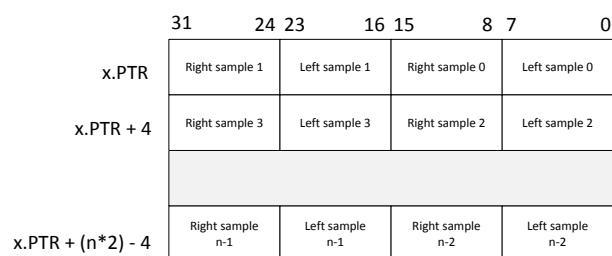 31 24 23 16 15 8 7 0
x.PTR Right sample 1 Left sample 1 Right sample 0 Left sample 0
x.PTR + 4 Right sample 3 Left sample 3 Right sample 2 Left sample 2
Right sample Left sample Right sample Left sample
x.PTR + (n*2) - 4 n-1 n-1 n-2 n-2